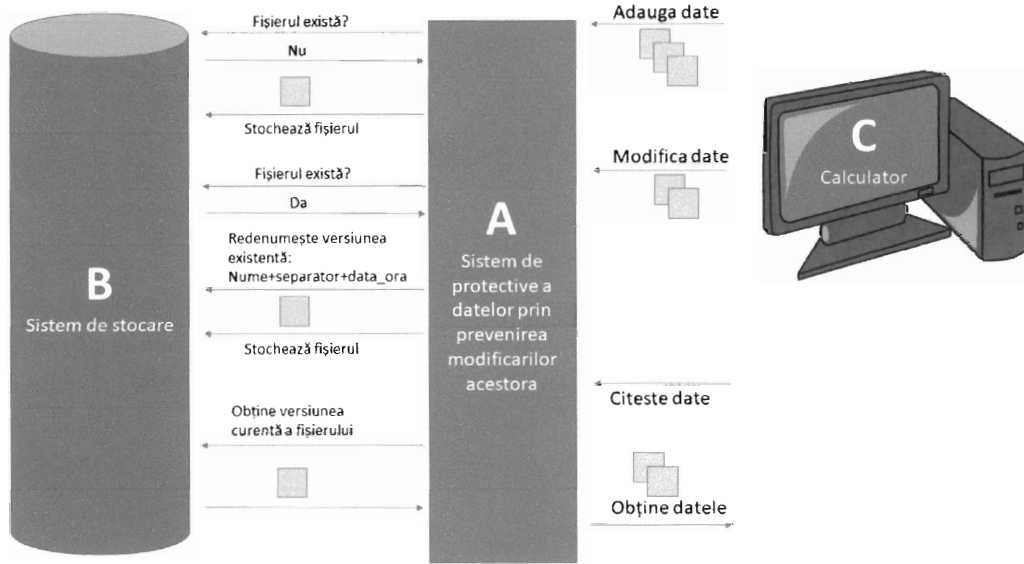 Fișierul există?
Nu
Stochează fișierul
Fișierul există?
Da
Redenumește versiunea
existentă:
Nume+separator+data_ora
Stochează fișierul
Obține versiunea
curentă a fișierului
B
Sistem de stocare
A
Sistem de
protective a
datelor prin
prevenirea
modificarilor
acestora
Adauga date
Modifica date
Citeste date
Obține datele
C
Calculator